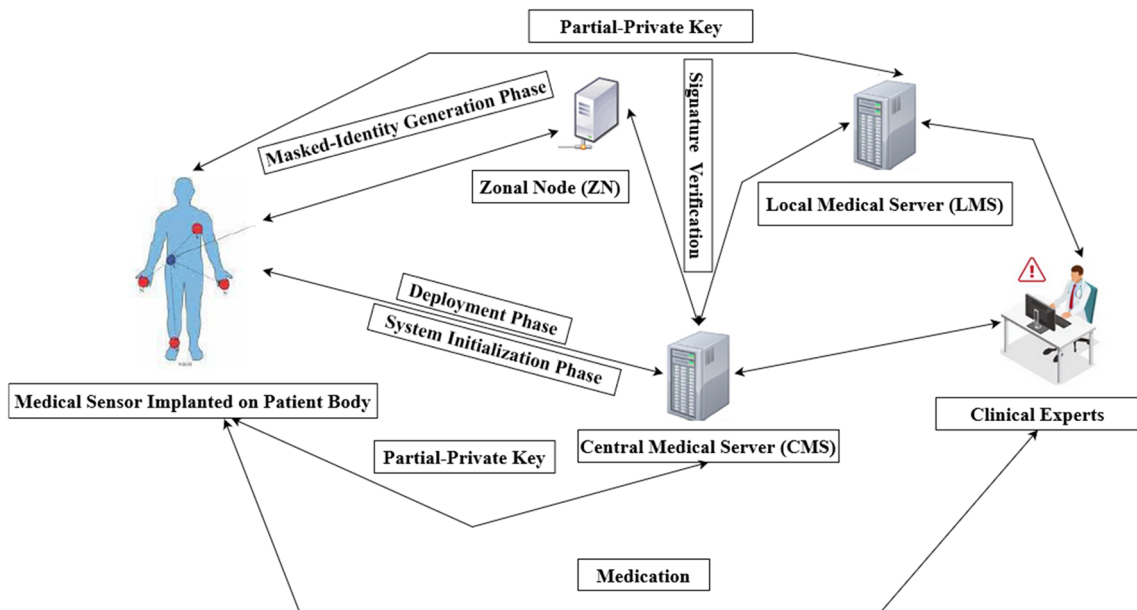 Partial-Private Key
Masked-Identity Generation Phase
Signature Verification
Zonal Node (ZN)
Local Medical Server (LMS)
Deployment Phase
System Initialization Phase
Medical Sensor Implanted on Patient Body
Clinical Experts
Central Medical Server (CMS)
Partial-Private Key
Medication